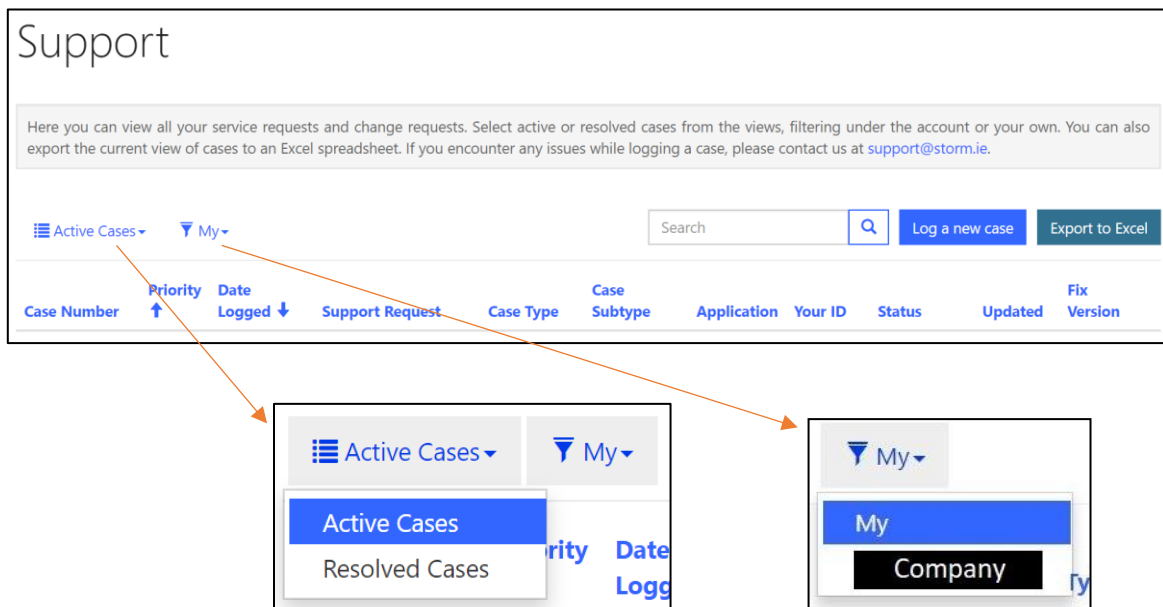 Support
Here you can view all your service requests and change requests. Select active or resolved cases from the views, filtering under the account or your own. You can also
export the current view of cases to an Excel spreadsheet. If you encounter any issues while logging a case, please contact us at support@storm.ie.
Active Cases My Search Log a new case Export to Excel
Priority Date Case Fix
Case Number Logged Support Request Case Type Subtype Application Your ID Status Updated Version
Active Cases My
Active Cases
Resolved Cases
rity Date
Logg
My
My
Company
Ty